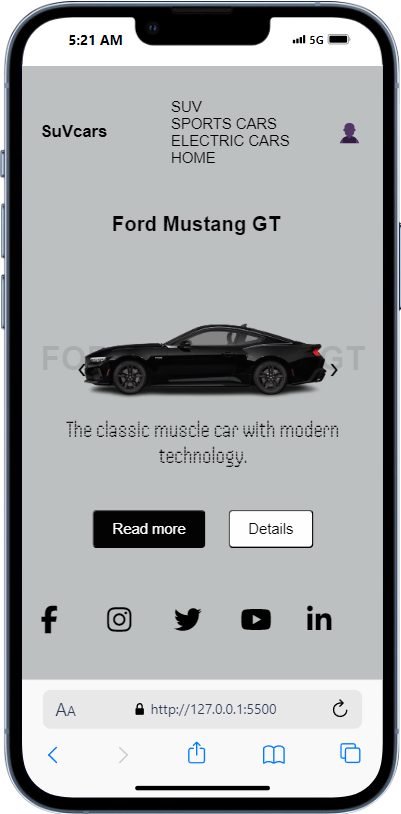 5:21 AM
5G
SuVcars
SUV
SPORTS CARS
ELECTRIC CARS
HOME
Ford Mustang GT
FO GT
The classic muscle car with modern
technology.
Read more
Details
AA
http://127.0.0.1:5500